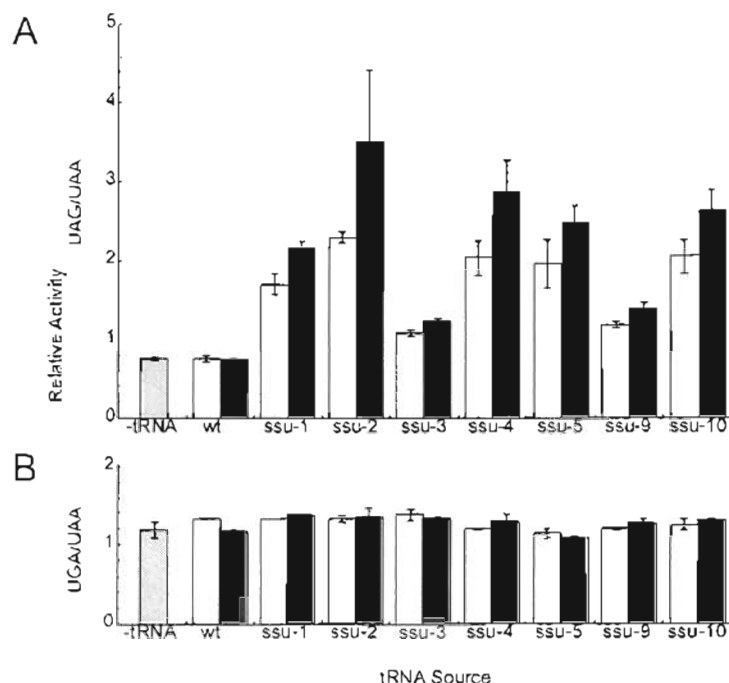 A
5
4
3
2
1
0
UAG/UAA
Relative Activity
-tRNA wt ssu-1 ssu-2 ssu-3 ssu-4 ssu-5 ssu-9 ssu-10
B
2
1
0
UGA/UAA
-tRNA wt ssu-1 ssu-2 ssu-3 ssu-4 ssu-5 ssu-9 ssu-10
tRNA Source